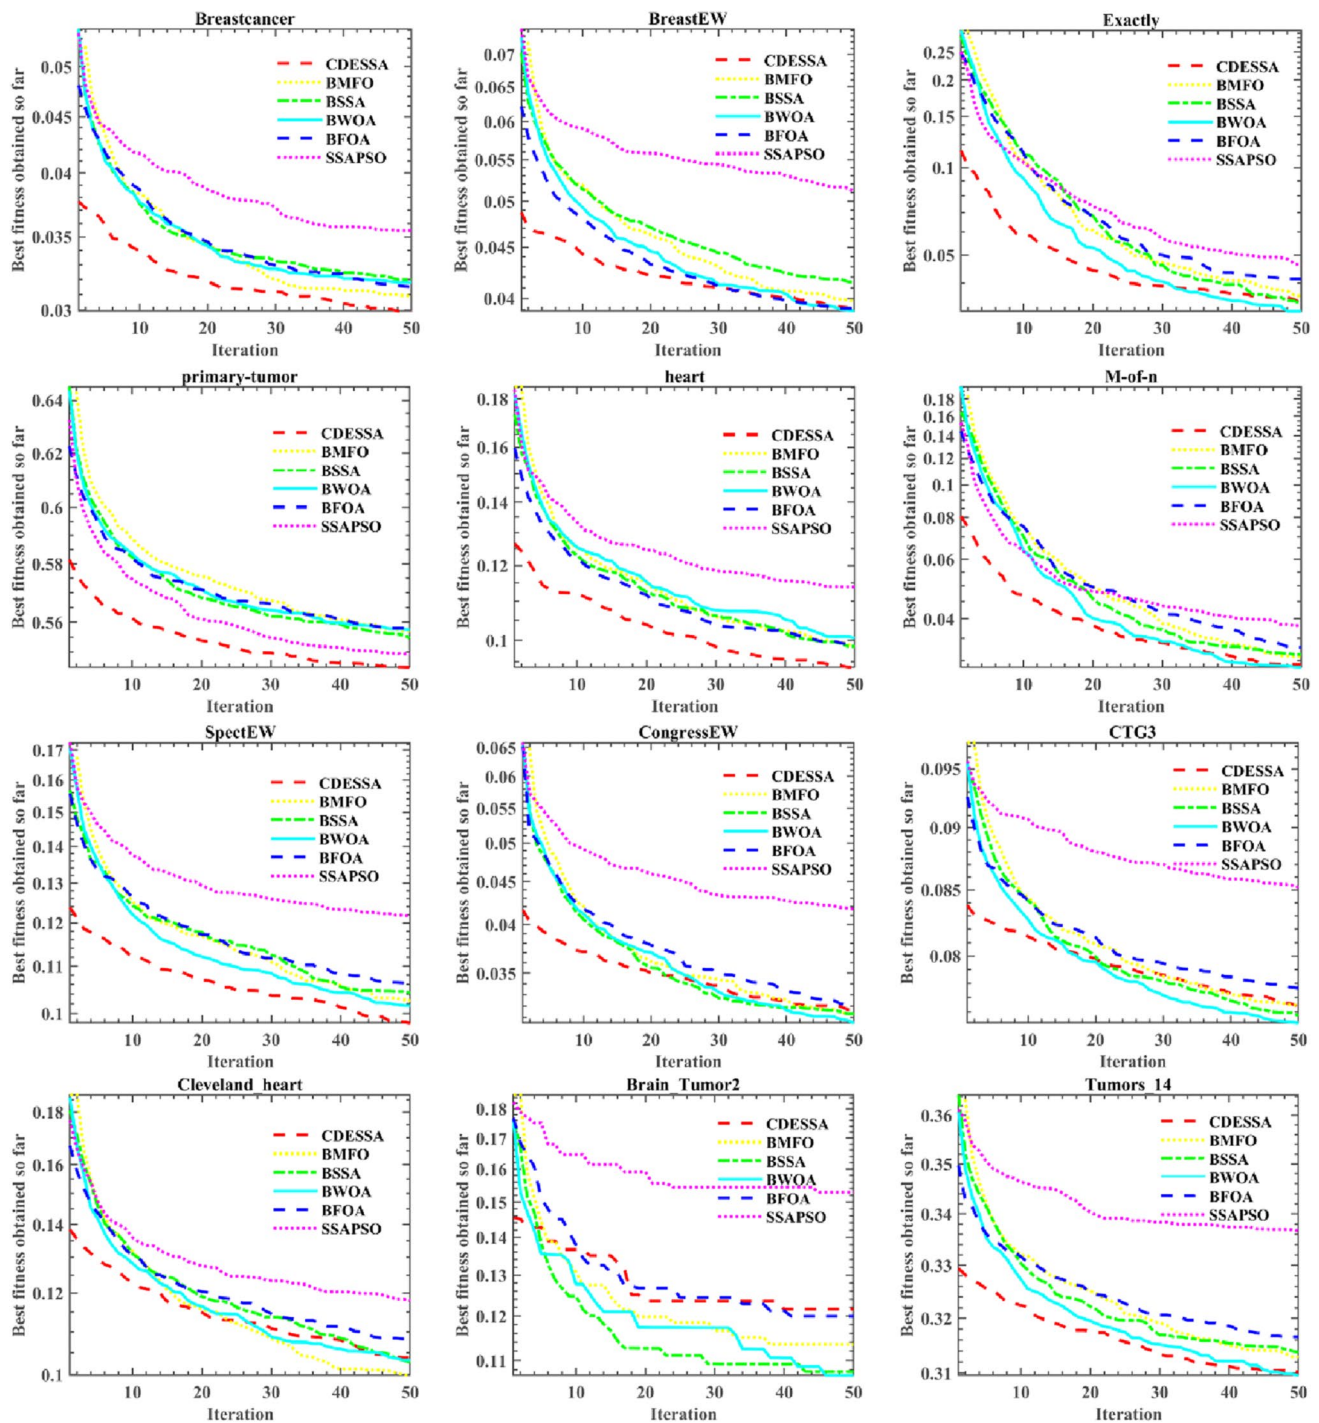 Breastcancer
Best fitness obtained so far
0.05
0.045
0.04
0.035
0.03
CDESSA
BMFO
BSSA
BWOA
BFOA
SSAPSO
10 20 30 40 50
Iteration
BreastEW
Best fitness obtained so far
0.07
0.065
0.06
0.055
0.05
0.045
0.04
CDESSA
BMFO
BSSA
BWOA
BFOA
SSAPSO
10 20 30 40 50
Iteration
Exactly
Best fitness obtained so far
0.25
0.2
0.15
0.1
0.05
CDESSA
BMFO
BSSA
BWOA
BFOA
SSAPSO
10 20 30 40 50
Iteration
primary-tumor
Best fitness obtained so far
0.64
0.62
0.6
0.58
0.56
CDESSA
BMFO
BSSA
BWOA
BFOA
SSAPSO
10 20 30 40 50
Iteration
heart
Best fitness obtained so far
0.18
0.16
0.14
0.12
0.1
CDESSA
BMFO
BSSA
BWOA
BFOA
SSAPSO
10 20 30 40 50
Iteration
M-of-n
Best fitness obtained so far
0.18
0.16
0.14
0.12
0.1
0.08
0.06
0.04
CDESSA
BMFO
BSSA
BWOA
BFOA
SSAPSO
10 20 30 40 50
Iteration
SpectEW
Best fitness obtained so far
0.17
0.16
0.15
0.14
0.13
0.12
0.11
0.1
CDESSA
BMFO
BSSA
BWOA
BFOA
SSAPSO
10 20 30 40 50
Iteration
CongressEW
Best fitness obtained so far
0.065
0.06
0.055
0.05
0.045
0.04
0.035
CDESSA
BMFO
BSSA
BWOA
BFOA
SSAPSO
10 20 30 40 50
Iteration
CTG3
Best fitness obtained so far
0.095
0.09
0.085
0.08
CDESSA
BMFO
BSSA
BWOA
BFOA
SSAPSO
10 20 30 40 50
Iteration
Cleveland_heart
Best fitness obtained so far
0.18
0.16
0.14
0.12
0.1
CDESSA
BMFO
BSSA
BWOA
BFOA
SSAPSO
10 20 30 40 50
Iteration
Brain_Tumor2
Best fitness obtained so far
0.18
0.17
0.16
0.15
0.14
0.13
0.12
0.11
CDESSA
BMFO
BSSA
BWOA
BFOA
SSAPSO
10 20 30 40 50
Iteration
Tumors_14
Best fitness obtained so far
0.36
0.35
0.34
0.33
0.32
0.31
CDESSA
BMFO
BSSA
BWOA
BFOA
SSAPSO
10 20 30 40 50
Iteration